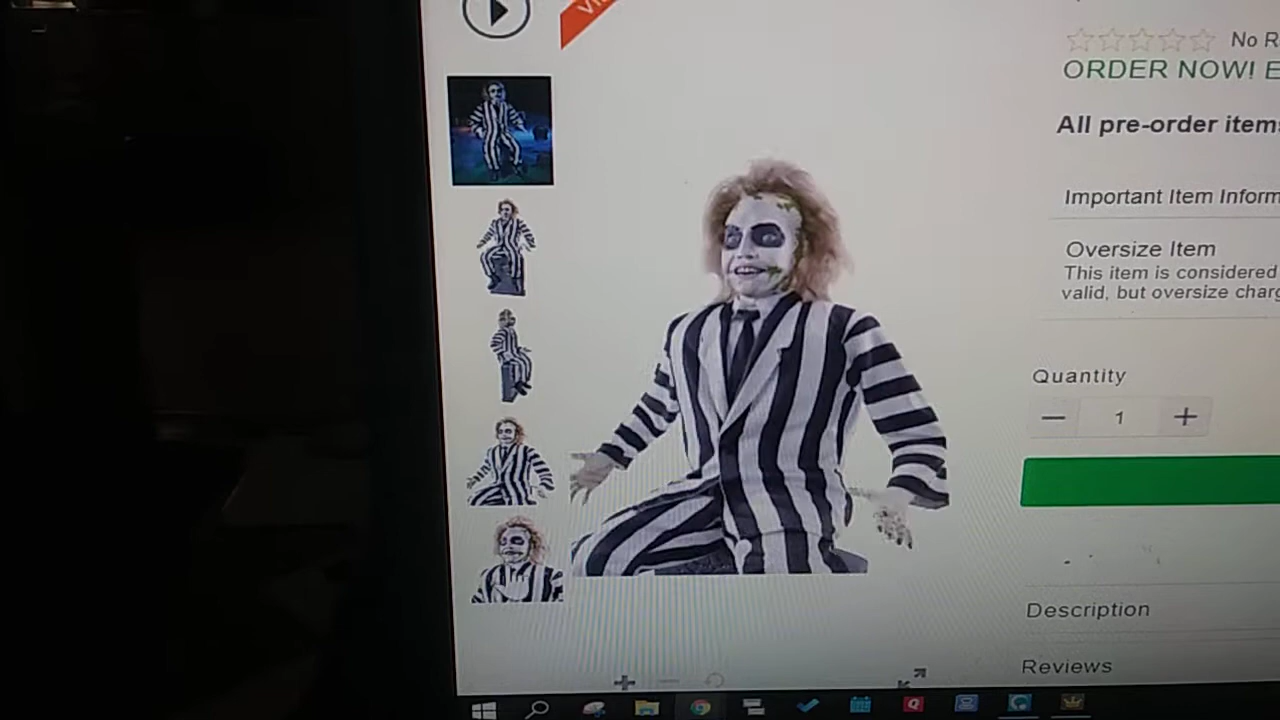 No R
ORDER NOW! E
All pre-order item
Important Item Inform
Oversize Item
This item is considered
valid, but oversize char
Quantity
1
Description
Reviews